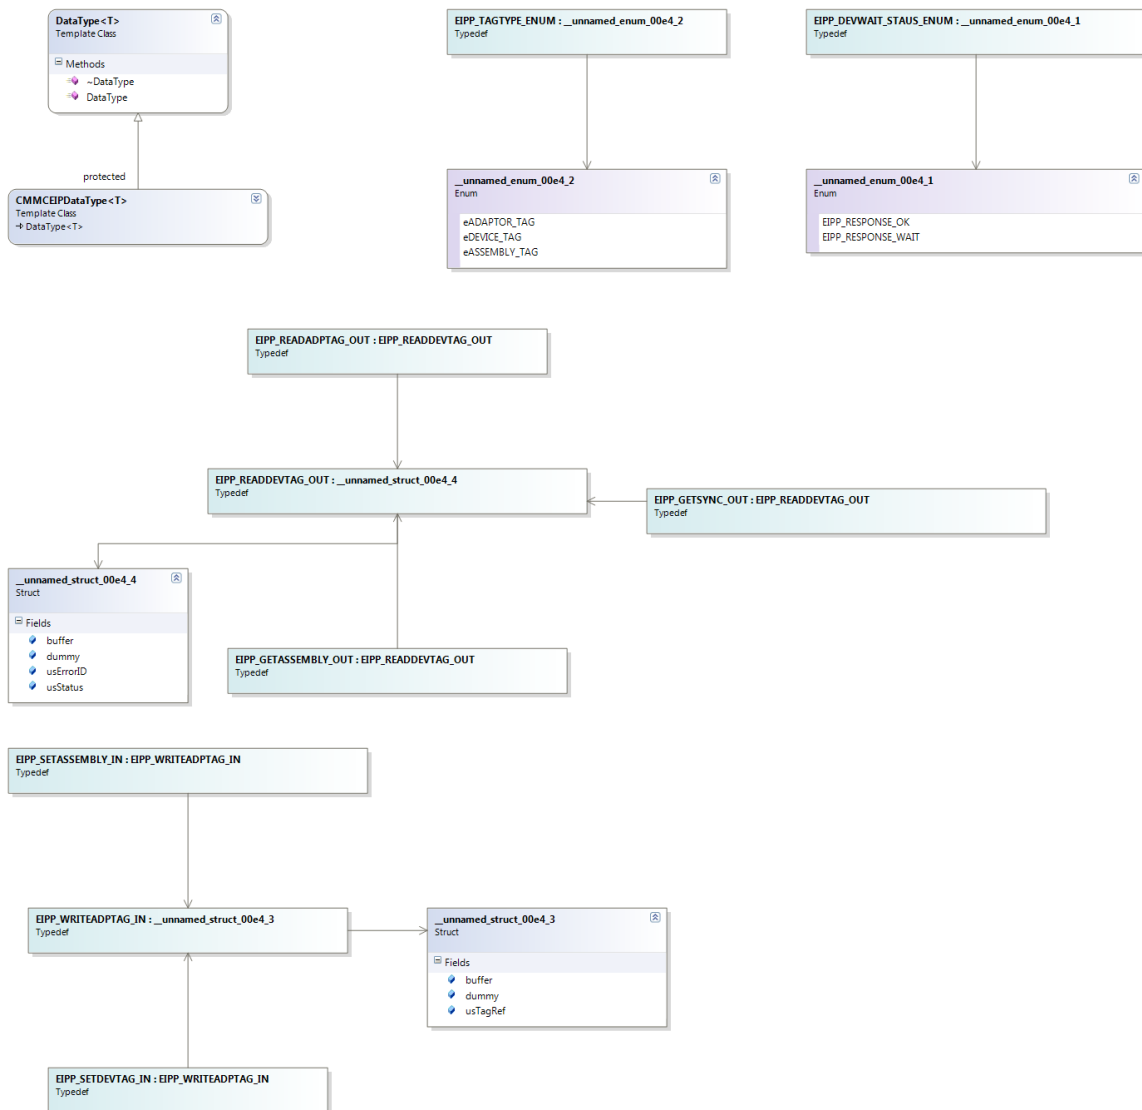 DataType<T>
Template Class
Methods
~DataType
DataType
protected
CMMCEIPDataType<T>
Template Class
DataType<T>
EIPP_TAGTYPE_ENUM : __unnamed_enum_00e4_2
Typedef
__unnamed_enum_00e4_2
Enum
eADAPTOR_TAG
eDEVICE_TAG
eASSEMBLY_TAG
EIPP_DEVWAIT_STAUS_ENUM : __unnamed_enum_00e4_1
Typedef
__unnamed_enum_00e4_1
Enum
EIPP_RESPONSE_OK
EIPP_RESPONSE_WAIT
EIPP_READADPTAG_OUT : EIPP_READDEVTAG_OUT
Typedef
EIPP_READDEVTAG_OUT : __unnamed_struct_00e4_4
Typedef
EIPP_GETSYNC_OUT : EIPP_READDEVTAG_OUT
Typedef
__unnamed_struct_00e4_4
Struct
Fields
buffer
dummy
usErrorID
usStatus
EIPP_GETASSEMBLY_OUT : EIPP_READDEVTAG_OUT
Typedef
EIPP_SETASSEMBLY_IN : EIPP_WRITEADPTAG_IN
Typedef
EIPP_WRITEADPTAG_IN : __unnamed_struct_00e4_3
Typedef
__unnamed_struct_00e4_3
Struct
Fields
buffer
dummy
usTagRef
EIPP_SETDEVTAG_IN : EIPP_WRITEADPTAG_IN
Typedef